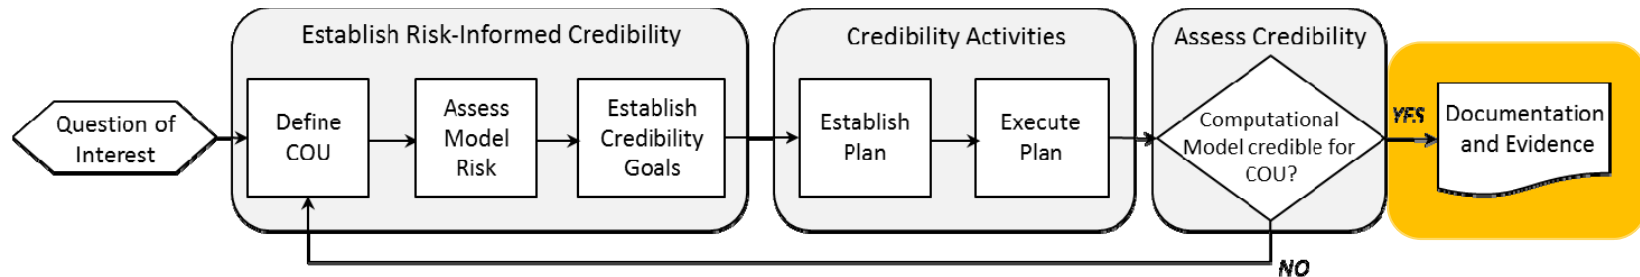 Establish Risk-Informed Credibility
Credibility Activities
Assess Credibility
Question of
Interest
Define
COU
Assess
Model
Risk
Establish
Credibility
Goals
Establish
Plan
Execute
Plan
Computational
Model credible for
COU?
YES
Documentation
and Evidence
NO